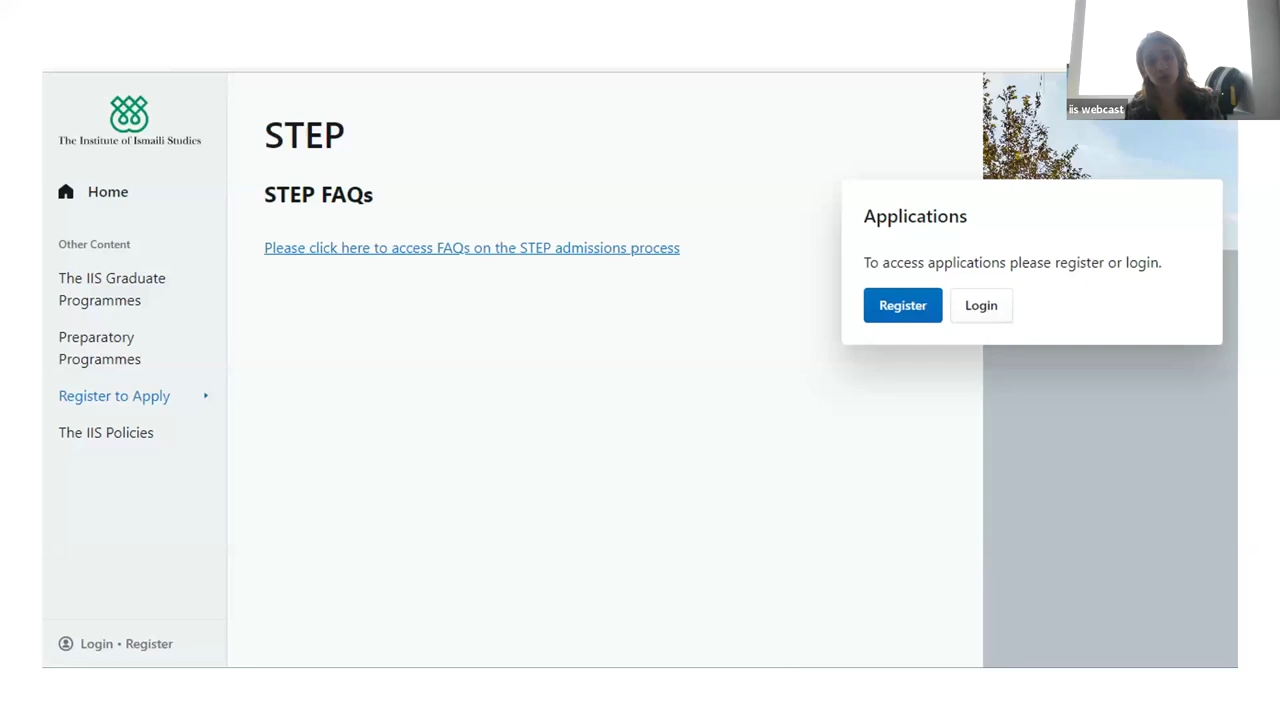 iis webcast
The Institute of Ismaili Studies
Home
Other Content
The IIS Graduate
Programmes
Preparatory
Programmes
Register to Apply
The IIS Policies
Login • Register
STEP
STEP FAQs
Please click here to access FAQs on the STEP admissions process
Applications
To access applications please register or login.
Register
Login